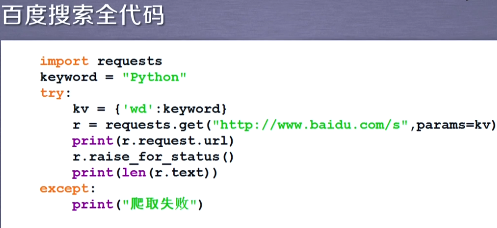 百度搜索全代码
import requests
keyword = "Python"
try:
    kv = {'wd':keyword}
    r = requests.get("http://www.baidu.com/s",params=kv)
    print(r.request.url)
    r.raise_for_status()
    print(len(r.text))
except:
    print("爬取失败")